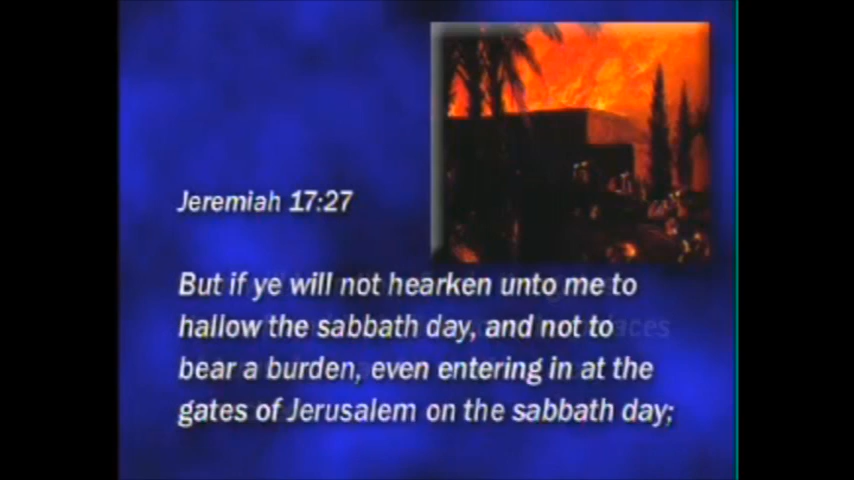 Jeremiah 17:27
But if ye will not hearken unto me to
hallow the sabbath day, and not to
bear a burden, even entering in at the
gates of Jerusalem on the sabbath day;